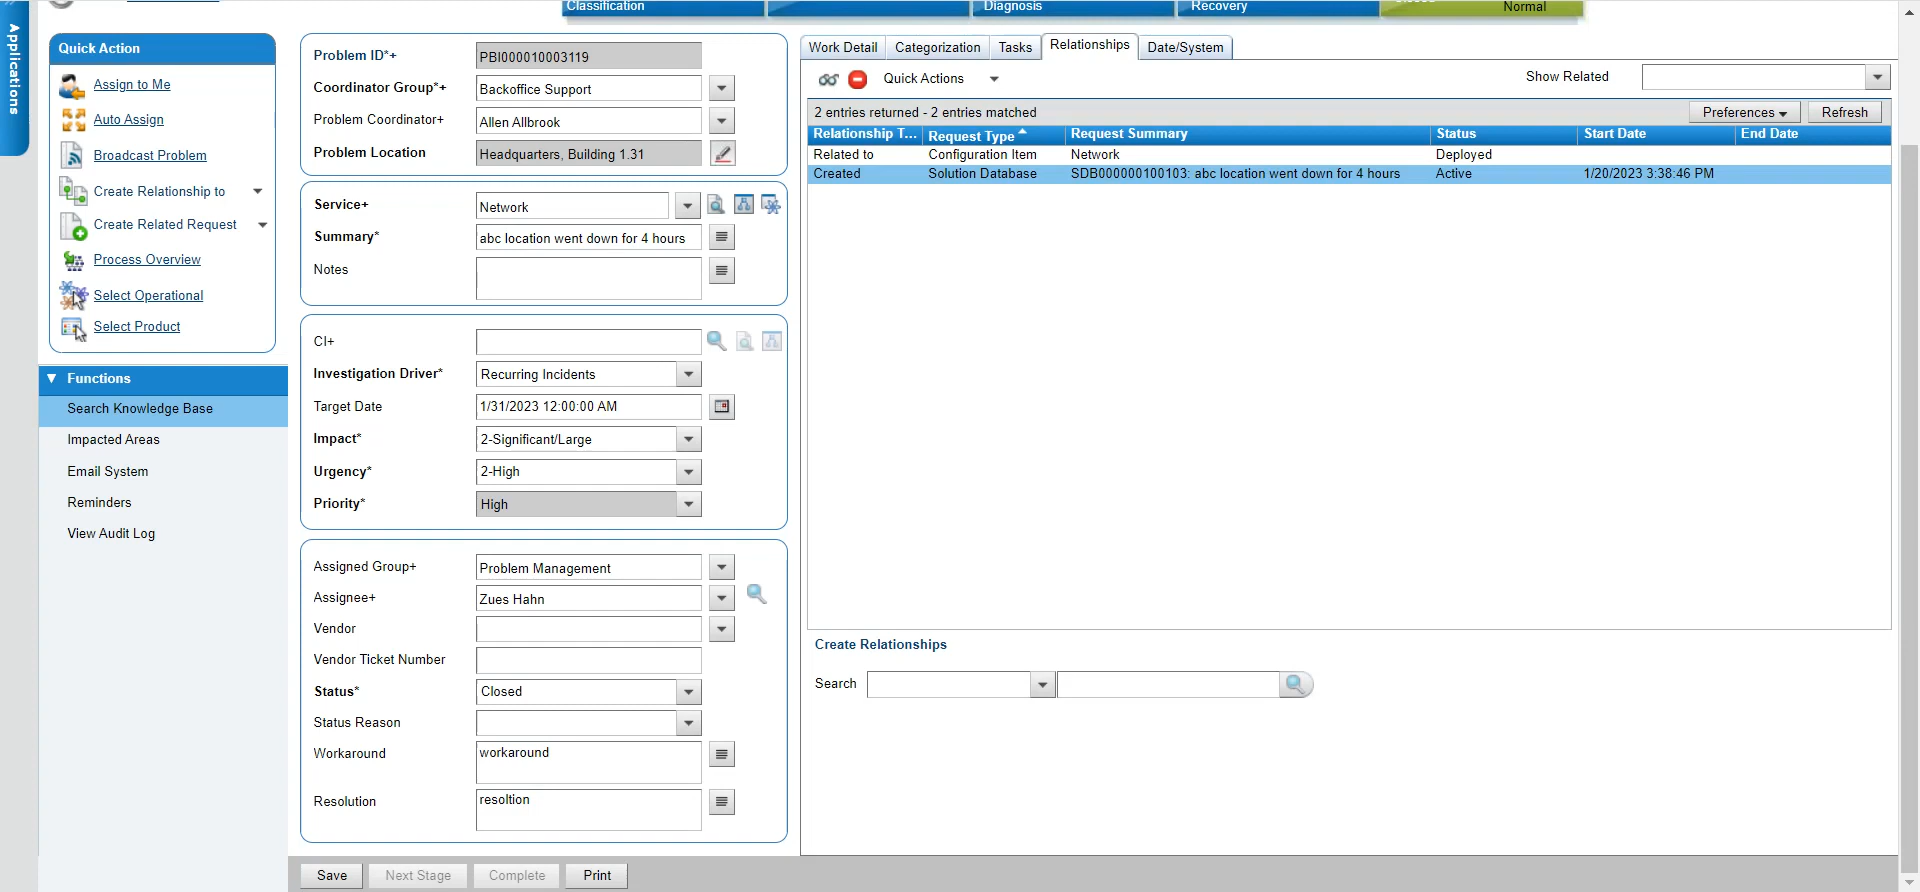 Classification
Diagnosis
Recovery
Normal
Applications
Quick Action
Assign to Me
Auto Assign
Broadcast Problem
Create Relationship to
Create Related Request
Process Overview
Select Operational
Select Product
Functions
Search Knowledge Base
Impacted Areas
Email System
Reminders
View Audit Log
Problem ID*+ PBI000010003119
Coordinator Group*+ Backoffice Support
Problem Coordinator+ Allen Allbrook
Problem Location Headquarters, Building 1.31
Service+ Network
Summary* abc location went down for 4 hours
Notes
CI+
Investigation Driver* Recurring Incidents
Target Date 1/31/2023 12:00:00 AM
Impact* 2-Significant/Large
Urgency* 2-High
Priority* High
Assigned Group+ Problem Management
Assignee+ Zues Hahn
Vendor
Vendor Ticket Number
Status* Closed
Status Reason
Workaround workaround
Resolution resoltion
Save Next Stage Complete Print
Work Detail Categorization Tasks Relationships Date/System
Quick Actions Show Related
2 entries returned - 2 entries matched Preferences Refresh
Relationship T... Request Type Request Summary Status Start Date End Date
Related to Configuration Item Network Deployed
Created Solution Database SDB000000100103: abc location went down for 4 hours Active 1/20/2023 3:38:46 PM
Create Relationships
Search